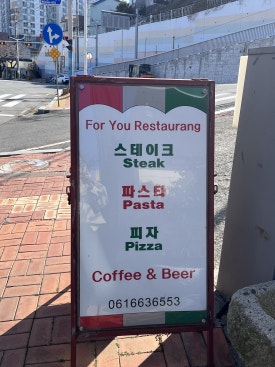 For You Restaurang
스테이크
Steak
파스타
Pasta
피자
Pizza
Coffee & Beer
0616636553